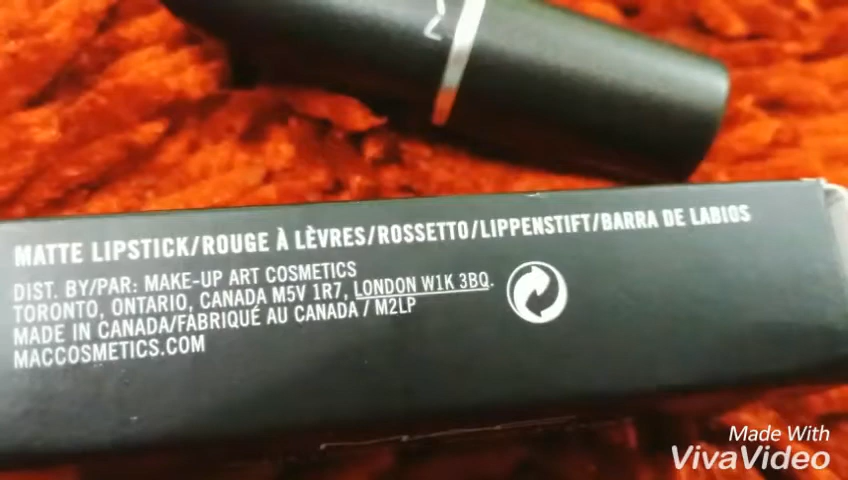 MATTE LIPSTICK/ROUGE À LÈVRES/ROSSETTO/LIPPENSTIFT/BARRA DE LABIOS
DIST. BY/PAR: MAKE-UP ART COSMETICS
TORONTO, ONTARIO, CANADA M5V 1R7, LONDON W1K 3BQ.
MADE IN CANADA/FABRIQUÉ AU CANADA / M2LP
MACCOSMETICS.COM
Made With
VivaVideo